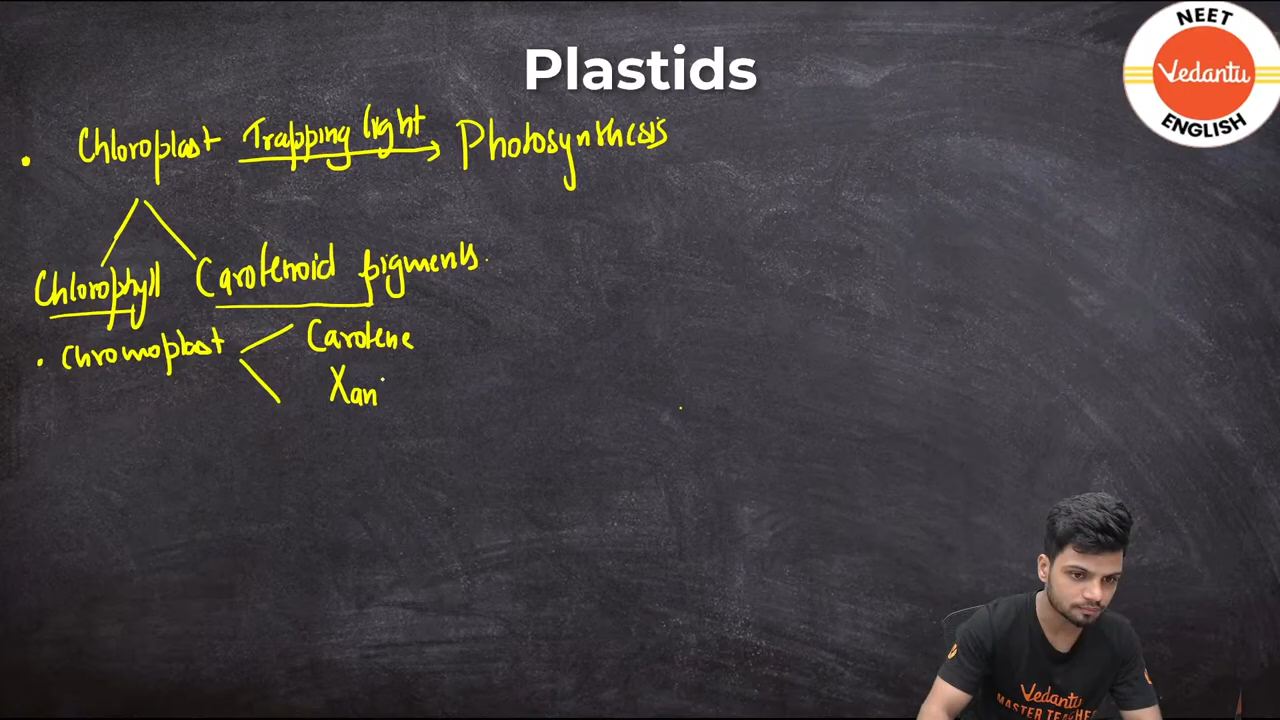 Plastids
NEET
Vedantu
ENGLISH
. Chloroplast Trapping light → Photosynthesis
Chlorophyll Carotenoid pigments.
. Chromoplast Carotene
Xan
Vedantu
MASTER TEACHER